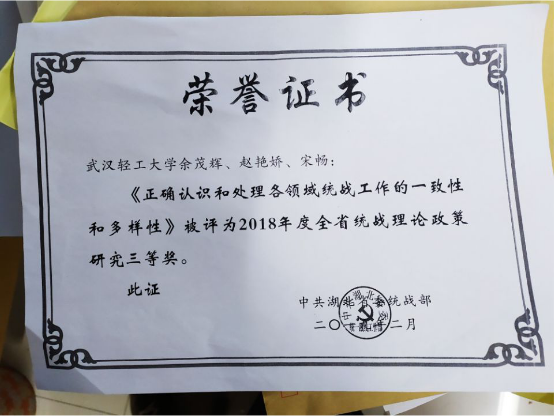 荣誉证书
武汉轻工大学余茂辉、赵艳娇、宋畅：
《正确认识和处理各领域统战工作的一致性
和多样性》被评为2018年度全省统战理论政策
研究三等奖。
此证
中共湖北省委统战部
二〇一 年二月